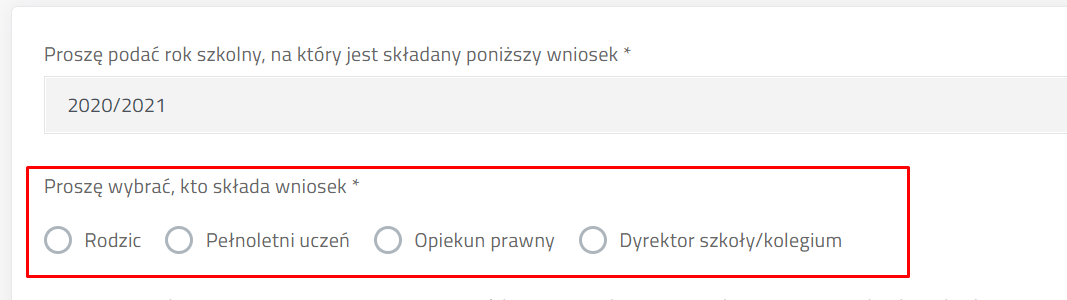 Proszę podać rok szkolny, na który jest składany poniższy wniosek *
2020/2021
Proszę wybrać, kto składa wniosek *
Rodzic Pełnoletni uczeń Opiekun prawny Dyrektor szkoły/kolegium